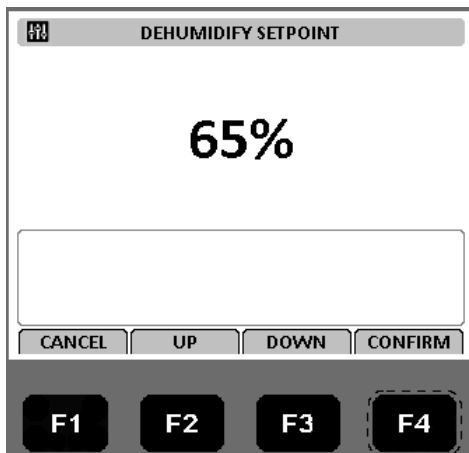 DEHUMIDIFY SETPOINT
65%
CANCEL UP DOWN CONFIRM
F1 F2 F3 F4